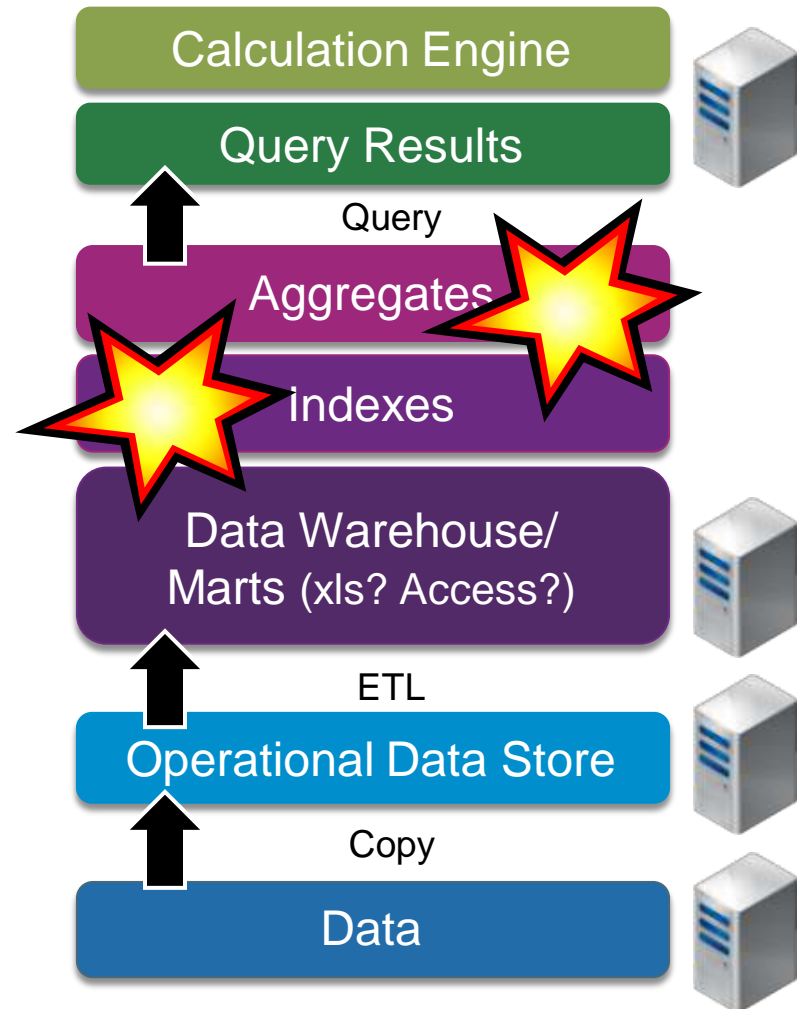 Calculation Engine
Query Results
Query
Aggregates
Indexes
Data Warehouse/
Marts (xls? Access?)
ETL
Operational Data Store
Copy
Data